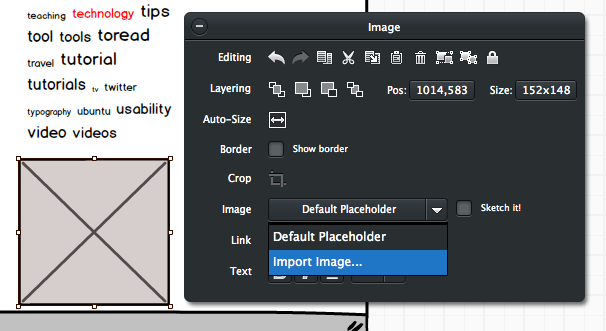 teaching technology tips
tool tools toread
travel tutorial
tutorials tv twitter
typography ubuntu usability
video videos
Image
Editing
Layering Pos: 1014,583 Size: 152x148
Auto-Size
Border Show border
Crop
Image Default Placeholder Sketch it!
Default Placeholder
Link
Import Image...
Text